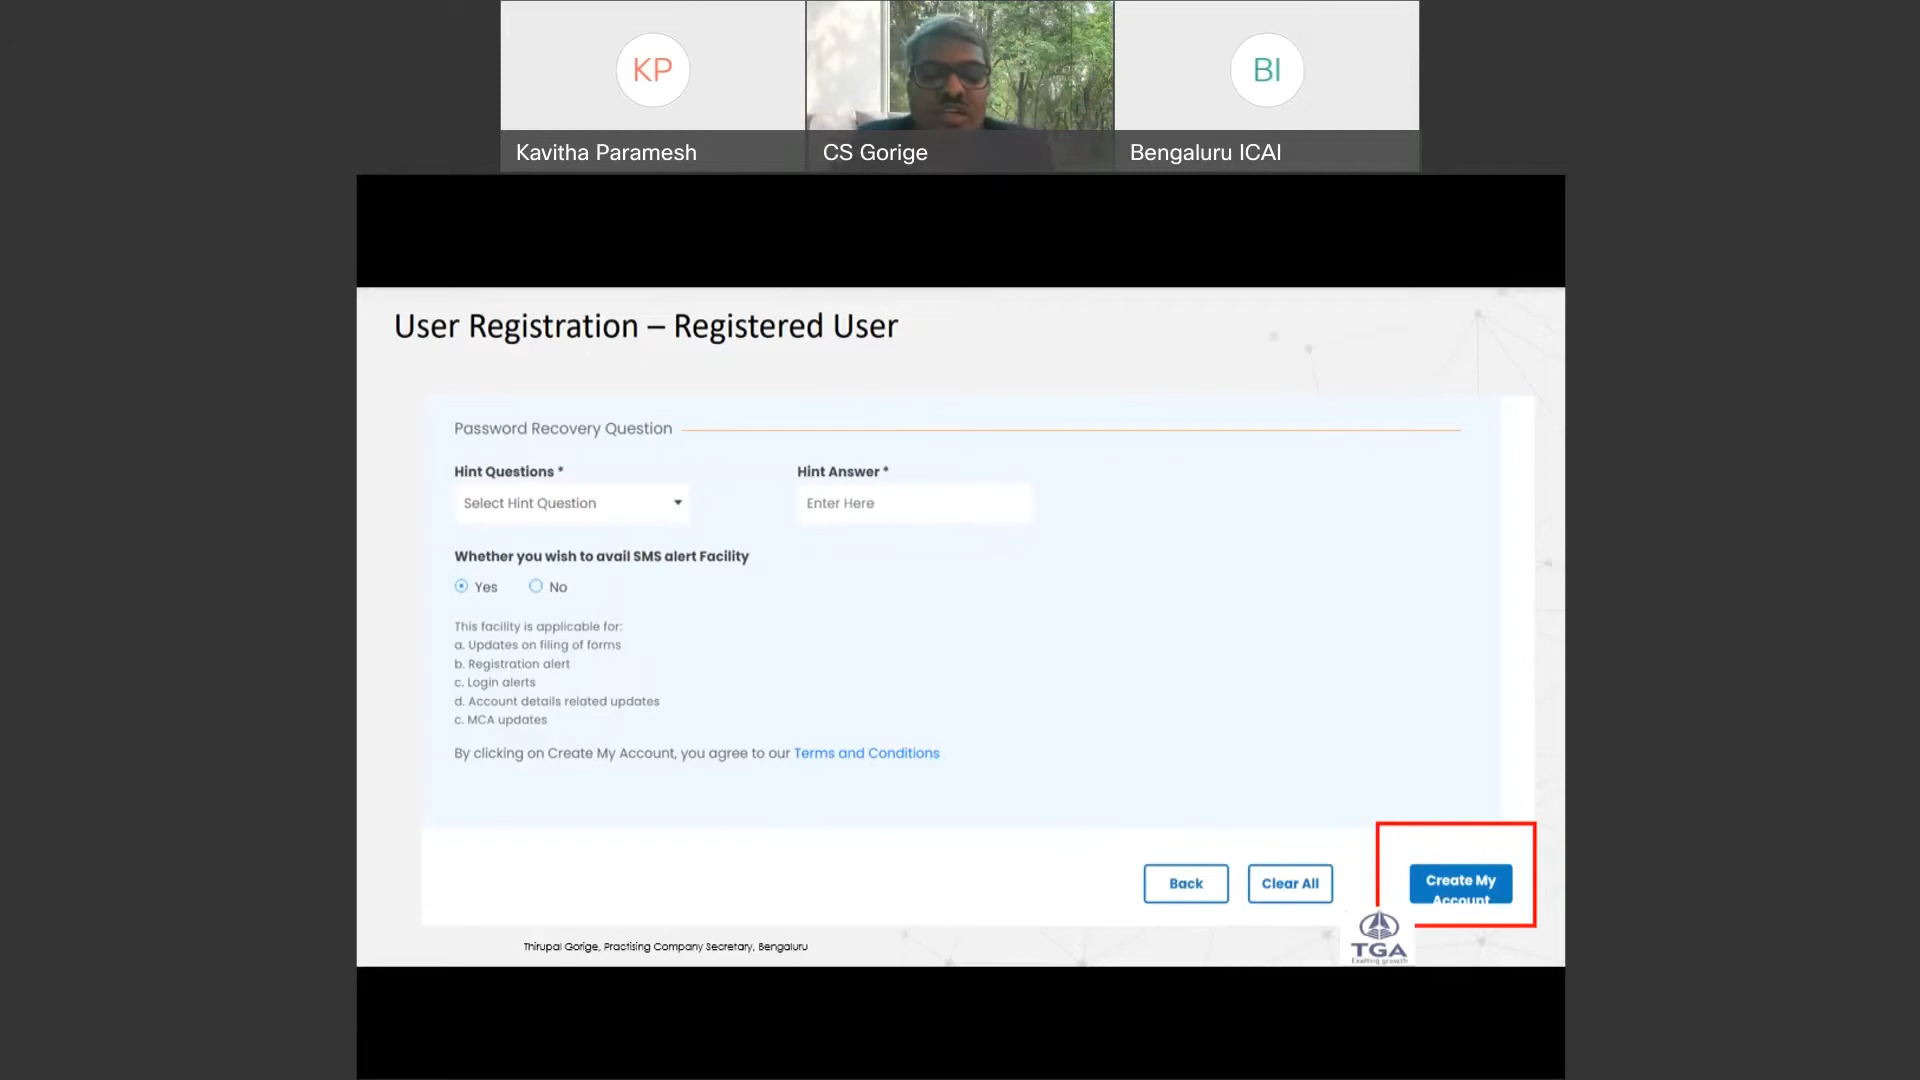 KP
BI
Kavitha Paramesh
CS Gorige
Bengaluru ICAI
User Registration – Registered User
Password Recovery Question
Hint Questions *
Hint Answer *
Select Hint Question
Enter Here
Whether you wish to avail SMS alert Facility
Yes
No
This facility is applicable for:
a. Updates on filing of forms
b. Registration alert
c. Login alerts
d. Account details related updates
c. MCA updates
By clicking on Create My Account, you agree to our Terms and Conditions
Back
Clear All
Create My
Account
Thirupal Gorige, Practising Company Secretary, Bengaluru
TGA
Exalting growth